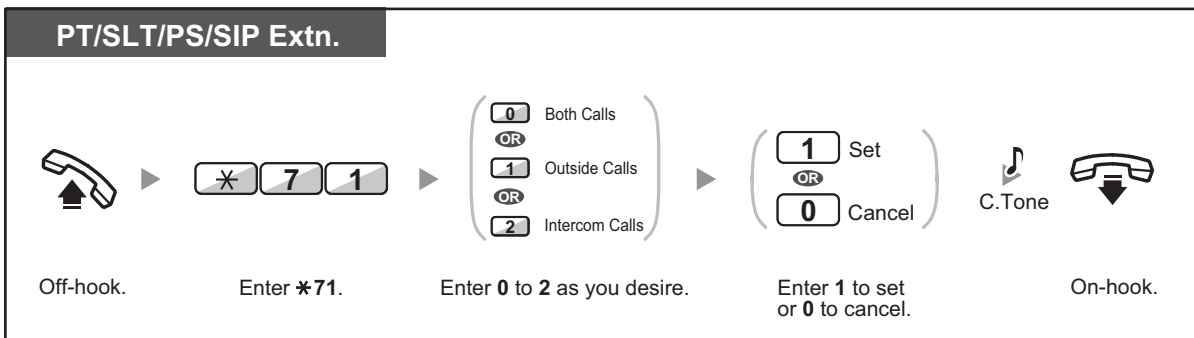 PT/SLT/PS/SIP Extn.
0 Both Calls
OR
1 Outside Calls
OR
2 Intercom Calls
1 Set
OR
0 Cancel
C.Tone
Off-hook.
Enter *71.
Enter 0 to 2 as you desire.
Enter 1 to set
or 0 to cancel.
On-hook.
* 7 1